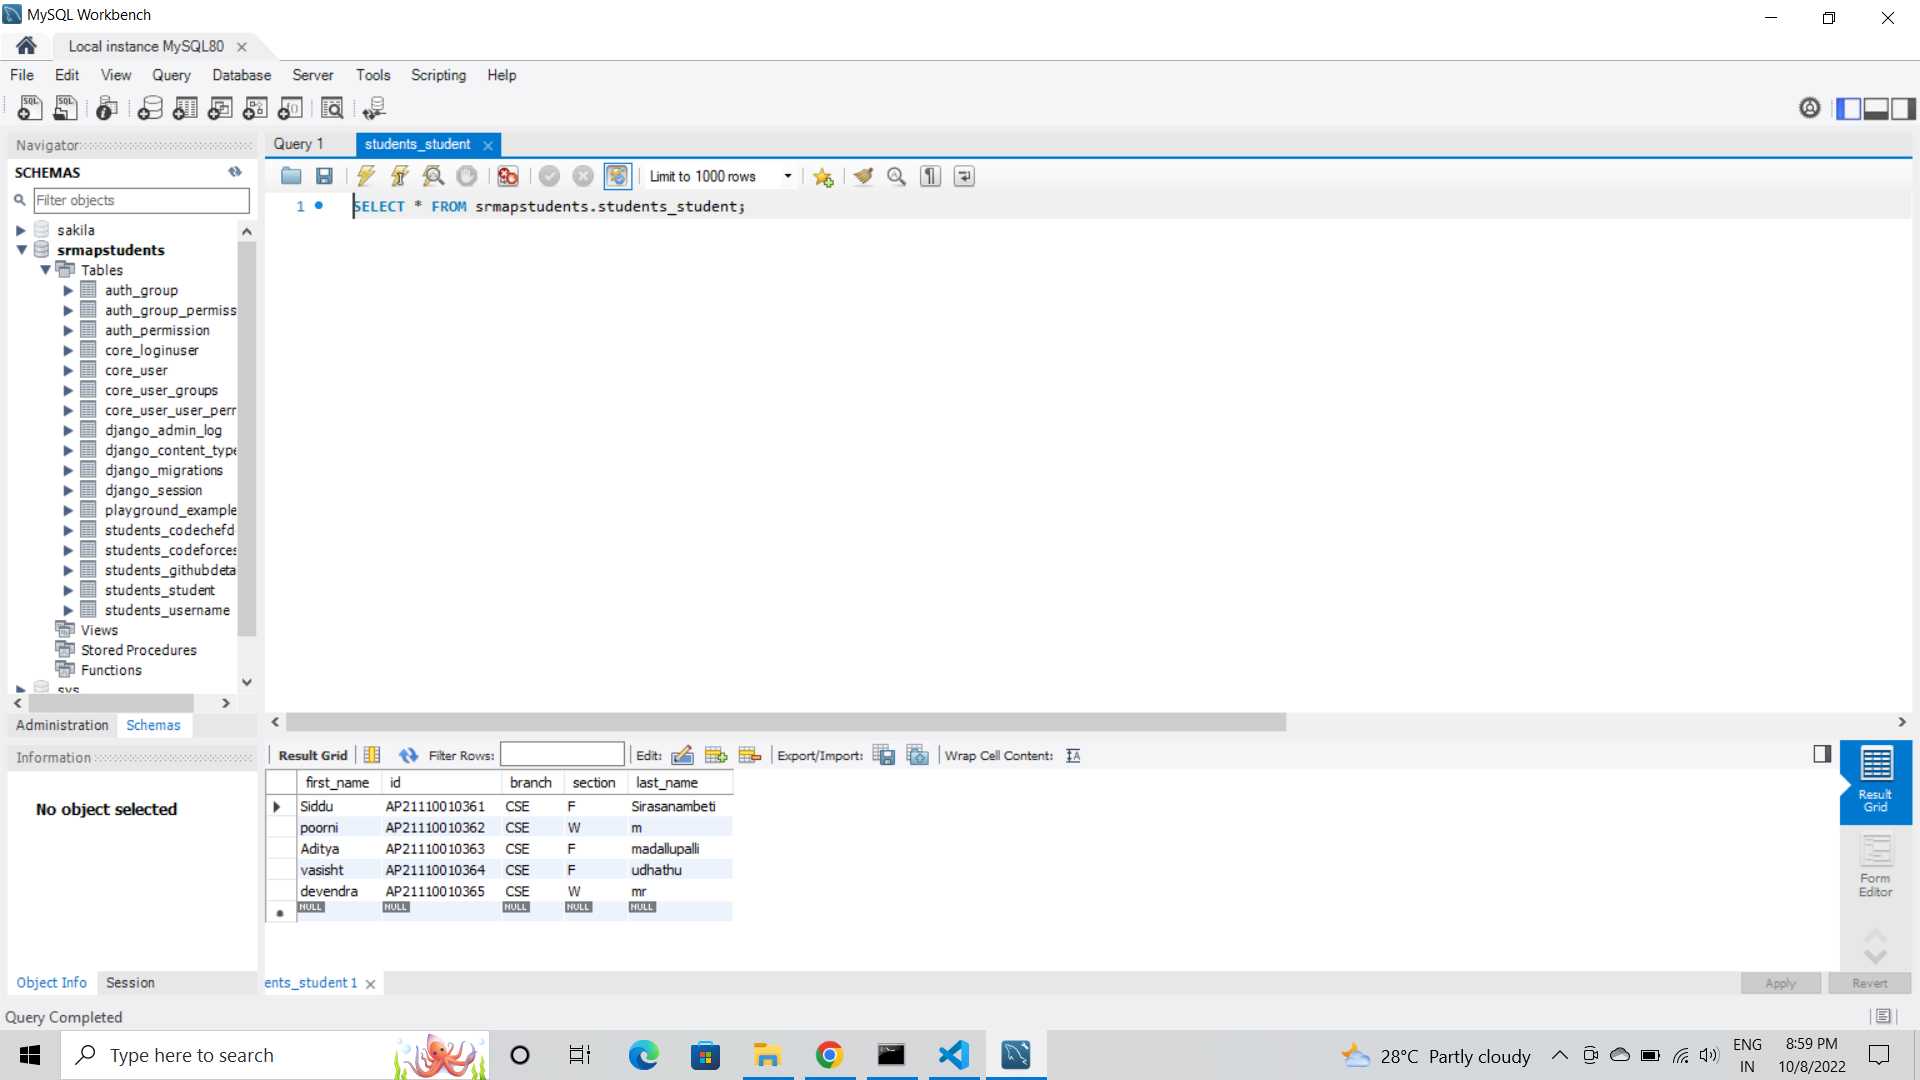 MySQL Workbench
Local instance MySQL80
File Edit View Query Database Server Tools Scripting Help
Navigator
SCHEMAS
Filter objects
sakila
srmapstudents
Tables
auth_group
auth_group_permiss
auth_permission
core_loginuser
core_user
core_user_groups
core_user_user_perr
django_admin_log
django_content_type
django_migrations
django_session
playground_example
students_codechefd
students_codeforces
students_githubdeta
students_student
students_username
Views
Stored Procedures
Functions
sys
Administration Schemas
Information
No object selected
Object Info Session
Query 1 students_student
Limit to 1000 rows
1 SELECT * FROM srmapstudents.students_student;
Result Grid Filter Rows: Edit: Export/Import: Wrap Cell Content:
first_name id branch section last_name
Siddu AP21110010361 CSE F Sirasanambeti
poorni AP21110010362 CSE W m
Aditya AP21110010363 CSE F madallupalli
vasisht AP21110010364 CSE F udhathu
devendra AP21110010365 CSE W mr
NULL NULL NULL NULL NULL
Result
Grid
Form
Editor
ents_student 1
Apply Revert
Query Completed
Type here to search
28°C Partly cloudy
ENG
IN
8:59 PM
10/8/2022